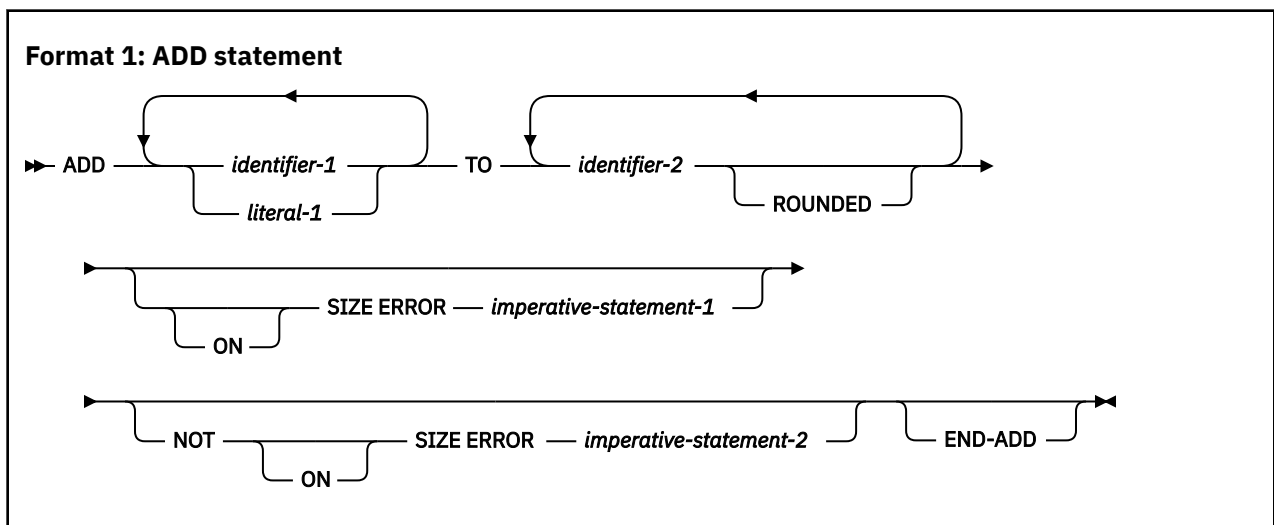 Format 1: ADD statement
ADD identifier-1 TO identifier-2
literal-1 ROUNDED
SIZE ERROR imperative-statement-1
ON
NOT SIZE ERROR imperative-statement-2 END-ADD
ON